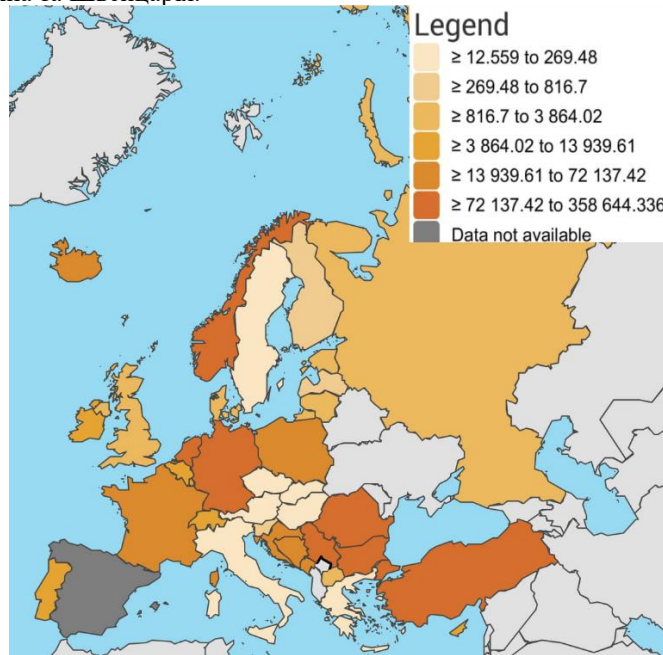 та Швейцарія.
Legend
≥ 12.559 to 269.48
≥ 269.48 to 816.7
≥ 816.7 to 3 864.02
≥ 3 864.02 to 13 939.61
≥ 13 939.61 to 72 137.42
≥ 72 137.42 to 358 644.336
Data not available